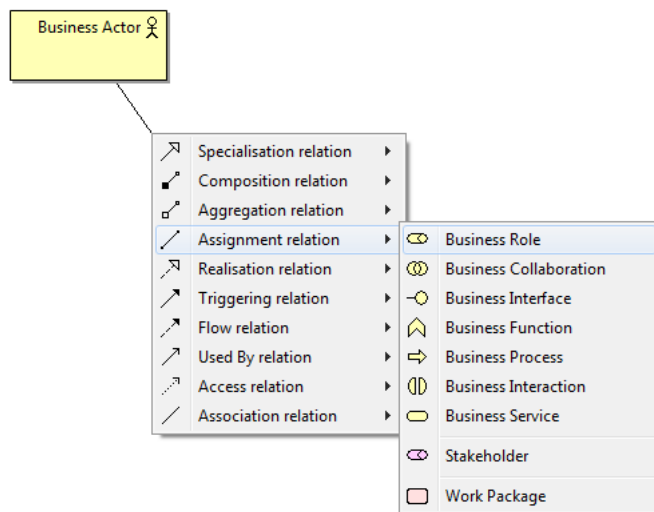 Business Actor
Specialisation relation
Composition relation
Aggregation relation
Assignment relation
Realisation relation
Triggering relation
Flow relation
Used By relation
Access relation
Association relation
Business Role
Business Collaboration
Business Interface
Business Function
Business Process
Business Interaction
Business Service
Stakeholder
Work Package